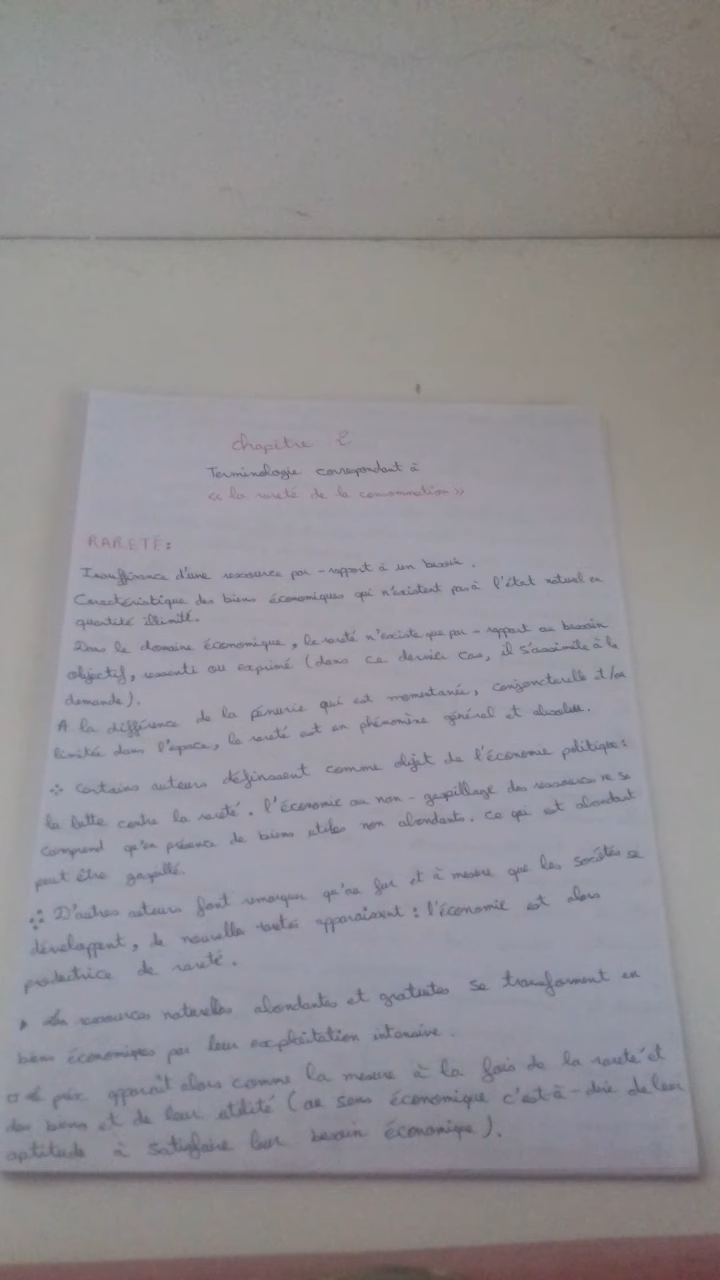 Chapitre 2
Terminologie correspondant à
<< la rareté de la consommation >>
RARETÉ:
Insuffisance d'une ressource par-rapport à un besoin.
Caractéristique des biens économiques qui n'existent pas à l'état naturel en
quantité illimité.
Dans le domaine économique, la rareté n'existe que par-rapport au besoin
objectif, ressenti ou exprimé (dans ce dernier cas, il s'assimile à la
demande).
A la différence de la pénurie qui est momentanée, conjoncturelle et/ou
limitée dans l'espace, la rareté est un phénomène général et absolue.
Certains auteurs définissent comme objet de l'économie politique:
la lutte contre la rareté. l'économie ou non-gaspillage des ressources ne se
comprend qu'en présence de biens utiles non abondants. Ce qui est abondant
peut être gaspillé.
D'autres auteurs font remarquer qu'au fur et à mesure que les sociétés se
développent, de nouvelles raretés apparaissent: l'économie est alors
productrice de rareté.
Les ressources naturelles abondantes et gratuites se transforment en
biens économiques par leur exploitation intensive.
Le prix apparaît alors comme la mesure à la fois de la rareté et
des biens et de leur utilité (au sens économique c'est-à-dire de leur
aptitude à satisfaire leur besoin économique).